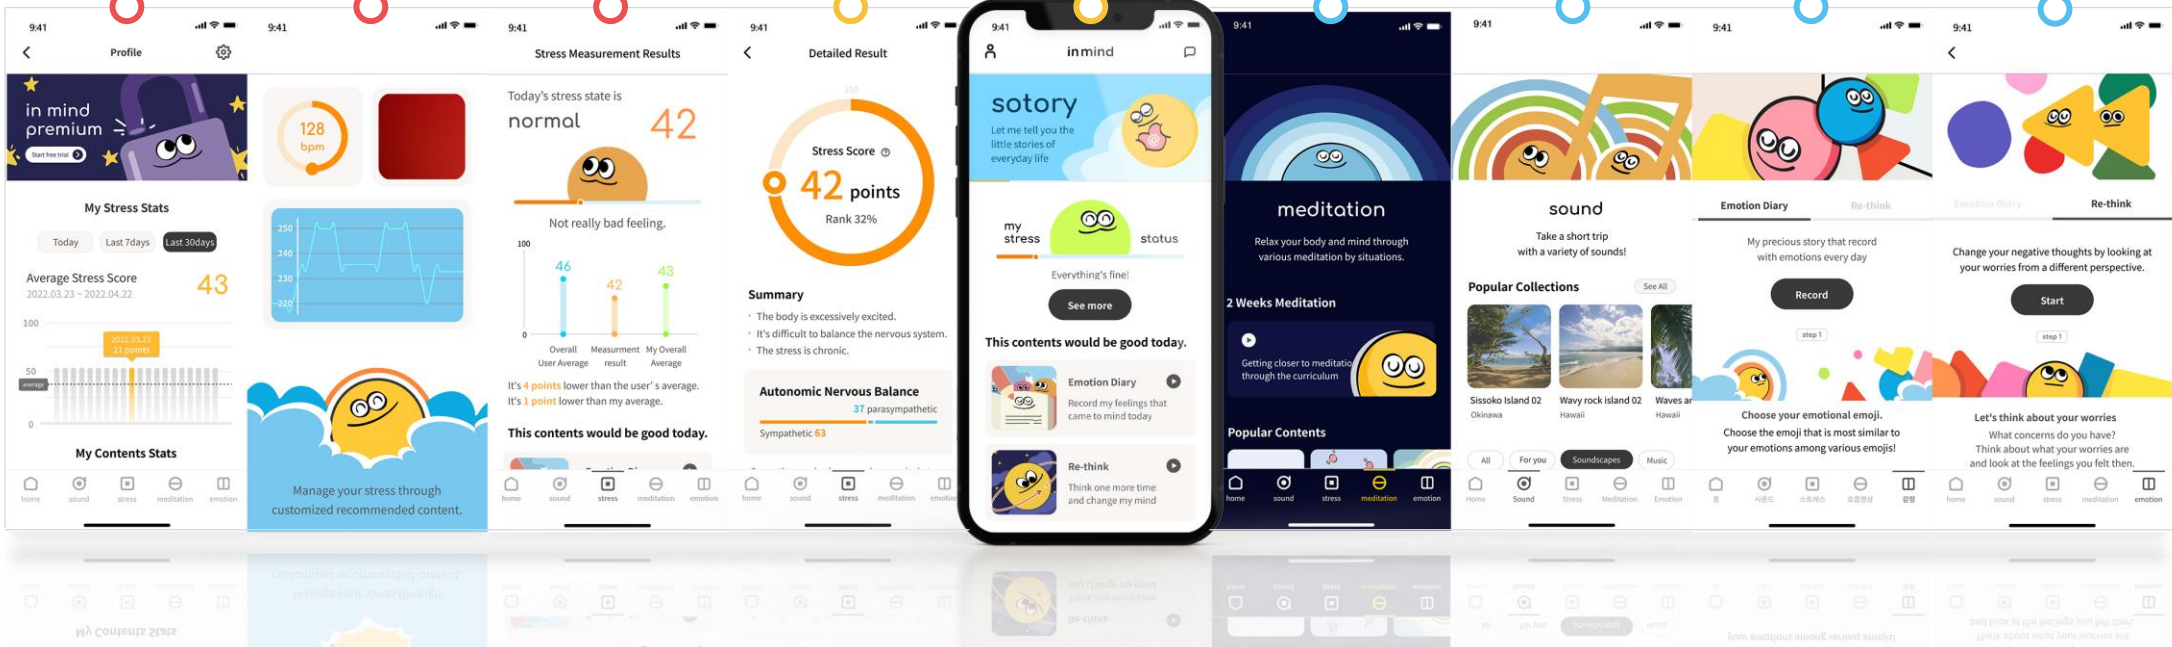 9:41
Profile
in mind
premium
Start free trial
My Stress Stats
Today
Last 7days
Last 30days
Average Stress Score
43
2022.03.23 ~ 2022.04.22
100
2022.03.23
21 points
50
average
0
My Contents Stats
home
sound
stress
meditation
emotion
9:41
128
bpm
250
240
230
220
Manage your stress through
customized recommended content.
9:41
Stress Measurement Results
Today's stress state is
normal
42
Not really bad feeling.
100
46
42
43
0
Overall
User Average
Measurment
result
My Overall
Average
It's 4 points lower than the user's average.
It's 1 point lower than my average.
This contents would be good today.
Emotion Diary
home
sound
stress
meditation
emotion
9:41
Detailed Result
100
Stress Score
42 points
Rank 32%
Summary
The body is excessively excited.
It's difficult to balance the nervous system.
The stress is chronic.
Autonomic Nervous Balance
37 parasympathetic
Sympathetic 63
home
sound
stress
meditation
emotion
9:41
inmind
sotory
Let me tell you the
little stories of
everyday life
my
stress
status
Everything's fine!
See more
This contents would be good today.
Emotion Diary
Record my feelings that
came to mind today
Re-think
Think one more time
and change my mind
9:41
meditation
Relax your body and mind through
various meditation by situations.
2 Weeks Meditation
Getting closer to meditatio
through the curriculum
Popular Contents
home
sound
stress
meditation
emotion
9:41
sound
Take a short trip
with a variety of sounds!
Popular Collections
See All
Sissoko Island 02
Okinawa
Wavy rock island 02
Hawaii
Waves ar
Hawaii
All
For you
Soundscapes
Music
Home
Sound
Stress
Meditation
Emotion
9:41
Emotion Diary
Re-think
My precious story that record
with emotions every day
Record
step 1
Choose your emotional emoji.
Choose the emoji that is most similar to
your emotions among various emojis!
홈
사운드
스트레스
호흡명상
감정
9:41
Emotion Diary
Re-think
Change your negative thoughts by looking at
your worries from a different perspective.
Start
step 1
Let's think about your worries
What concerns do you have?
Think about what your worries are
and look at the feelings you felt then.
home
sound
stress
meditation
emotion